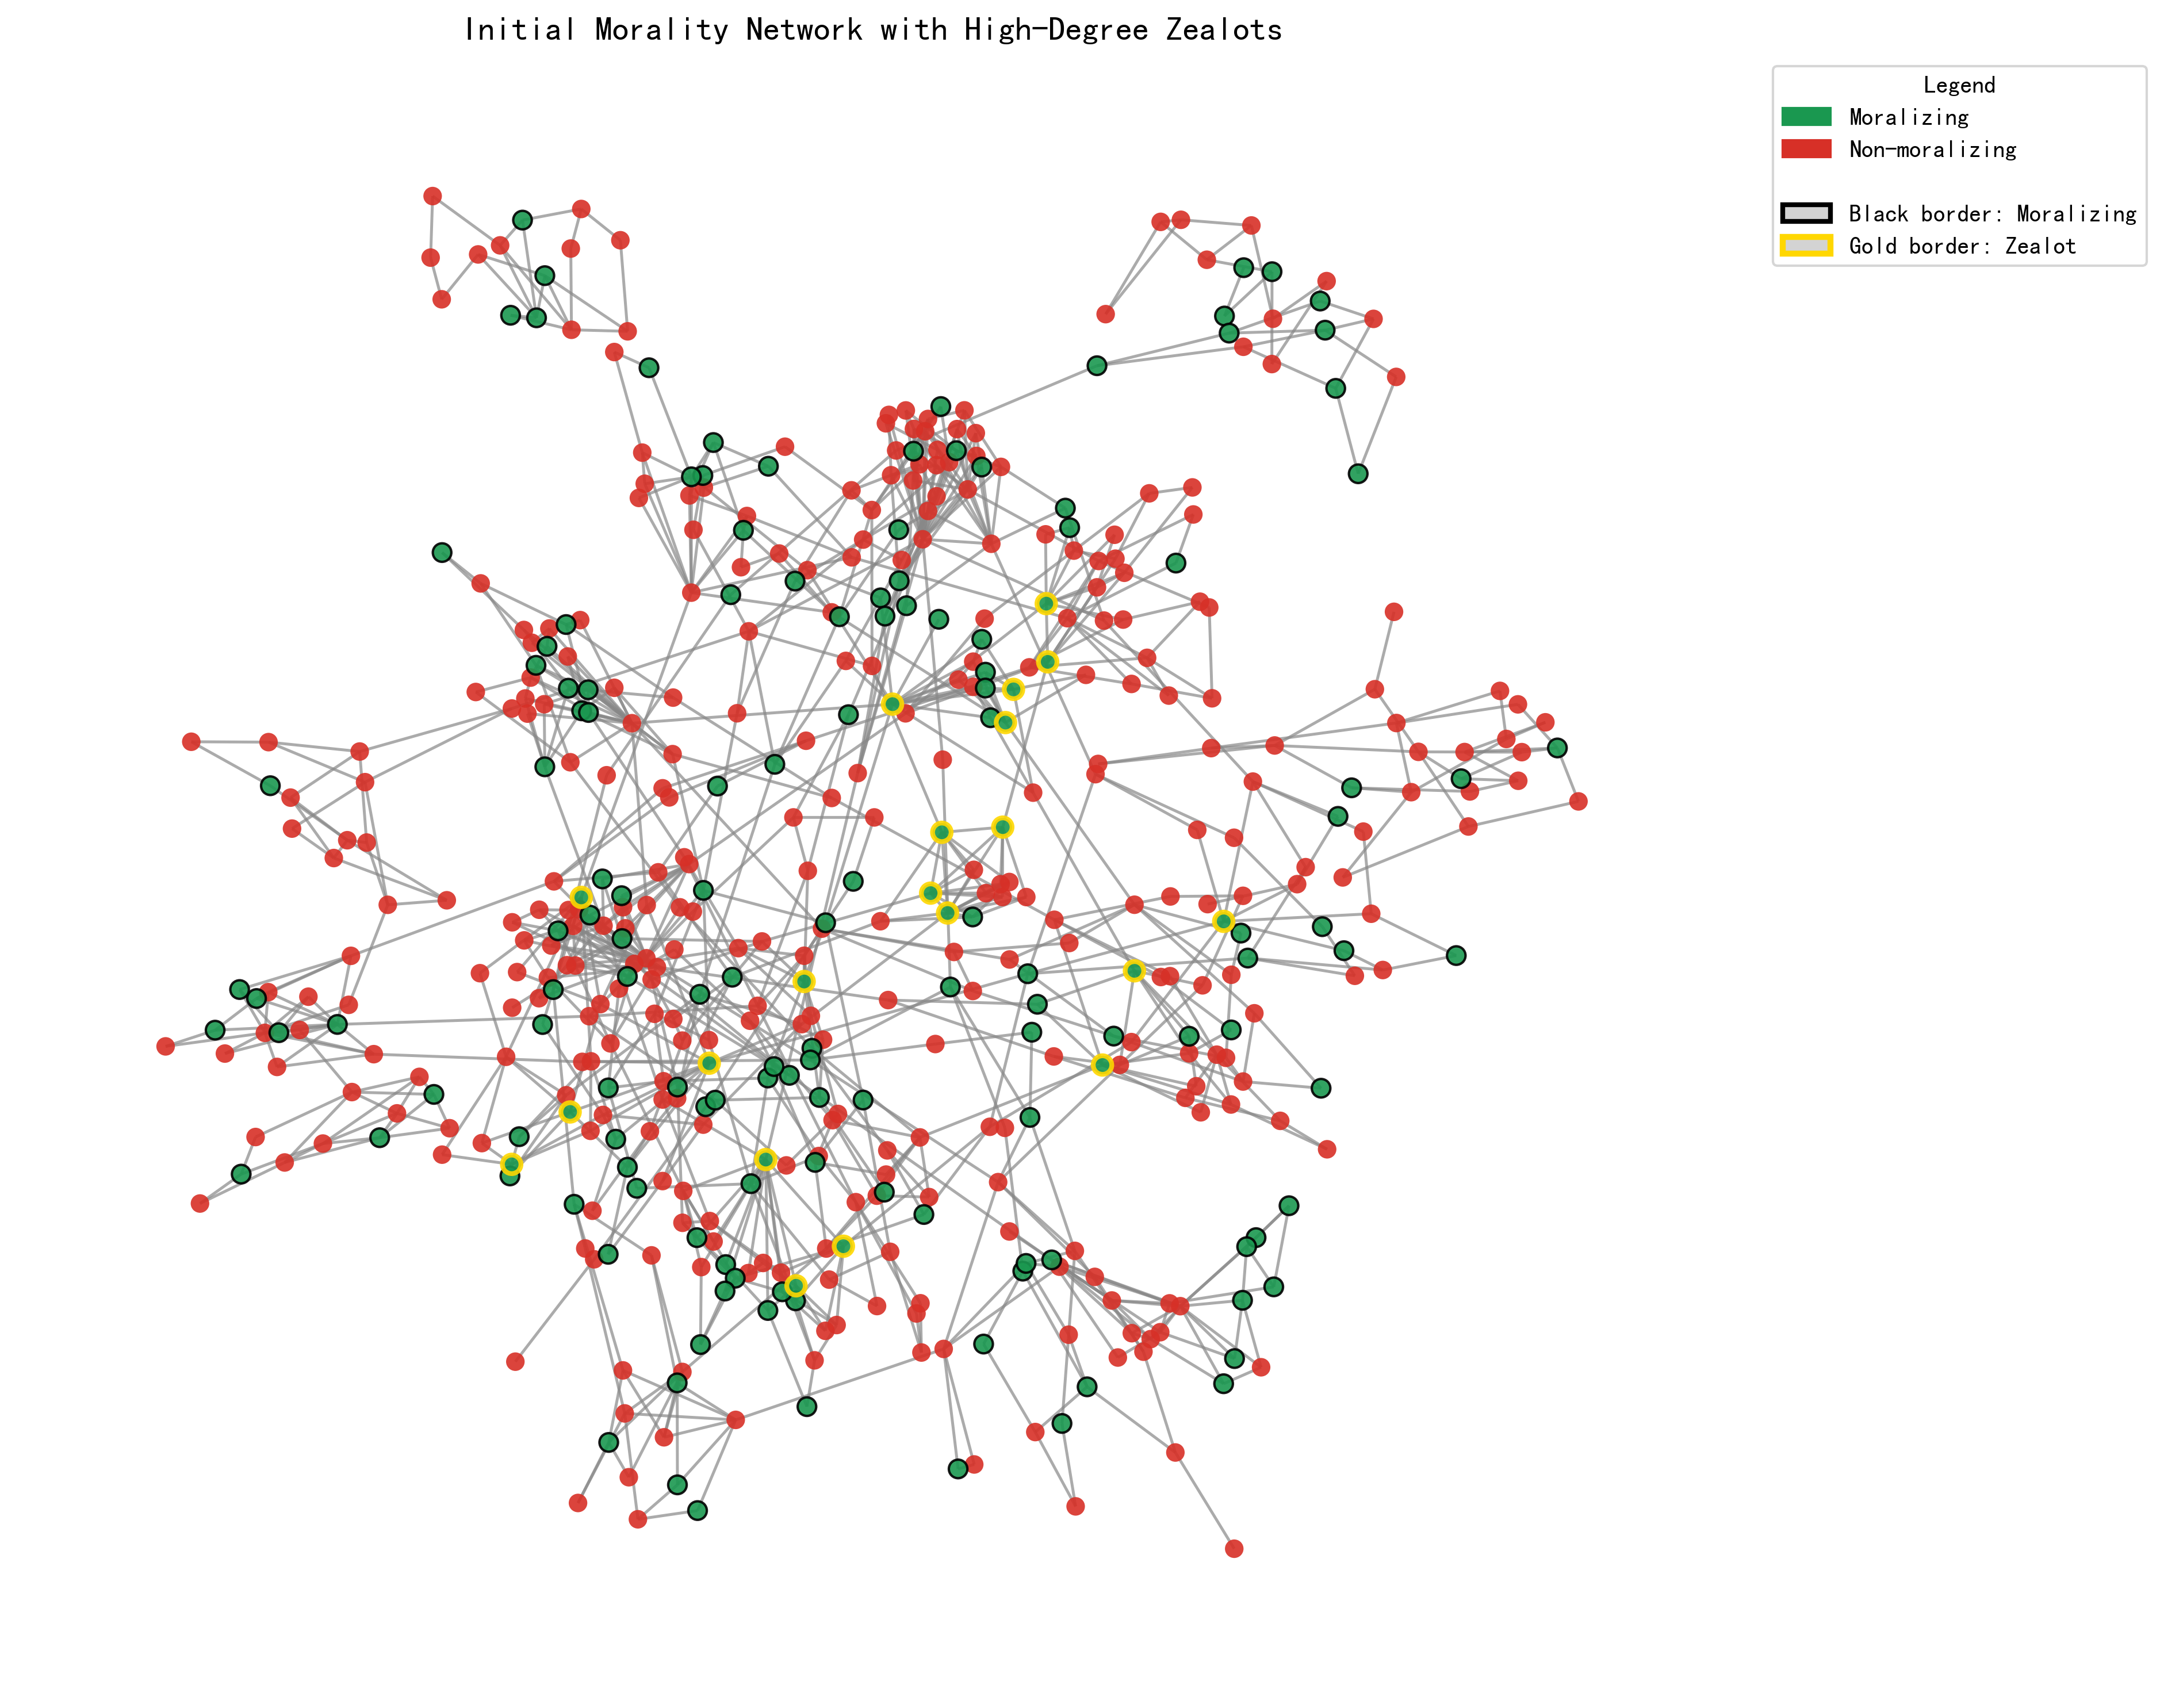 Initial Morality Network with High-Degree Zealots
Legend
Moralizing
Non-moralizing
Black border: Moralizing
Gold border: Zealot